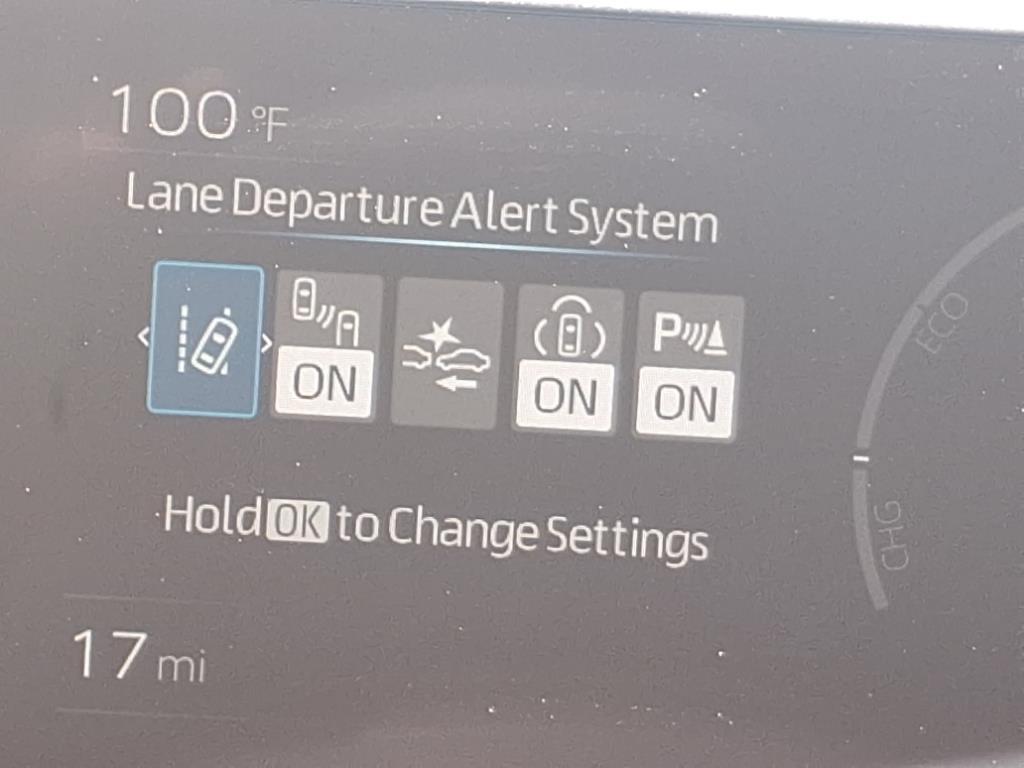 100 °F
Lane Departure Alert System
ON ON P ON
Hold OK to Change Settings
ECO
CHG
17 mi